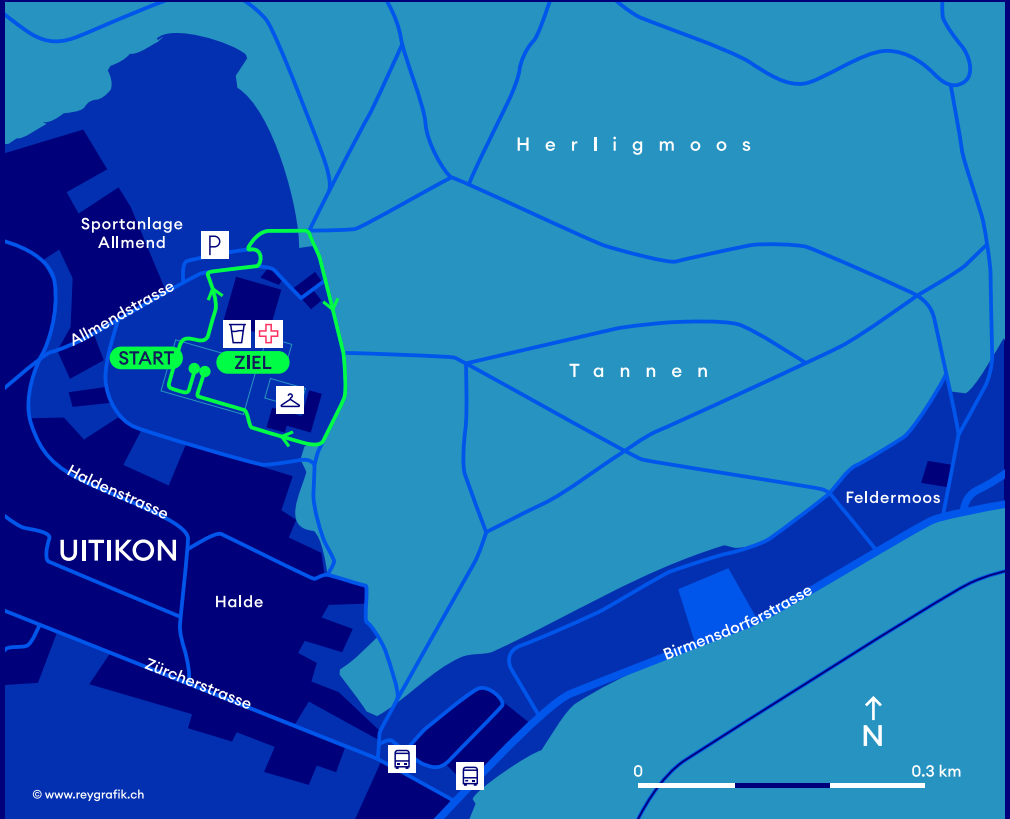 Herligmoos
Sportanlage
Allmend
P
Allmendstrasse
START
ZIEL
Tannen
Haldenstrasse
Feldermoos
UITIKON
Halde
Birmensdorferstrasse
Zürcherstrasse
N
0
0.3 km
© www.reygrafik.ch